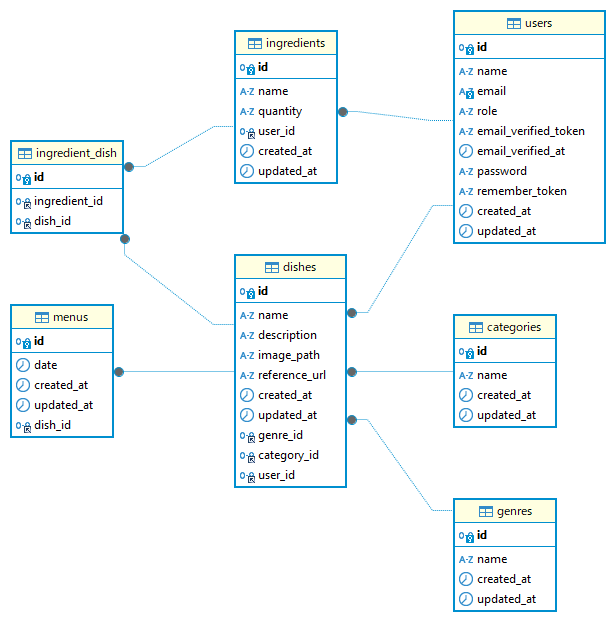 ingredients
id
name
quantity
user_id
created_at
updated_at
users
id
name
email
role
email_verified_token
email_verified_at
password
remember_token
created_at
updated_at
ingredient_dish
id
ingredient_id
dish_id
dishes
id
name
description
image_path
reference_url
created_at
updated_at
genre_id
category_id
user_id
menus
id
date
created_at
updated_at
dish_id
categories
id
name
created_at
updated_at
genres
id
name
created_at
updated_at